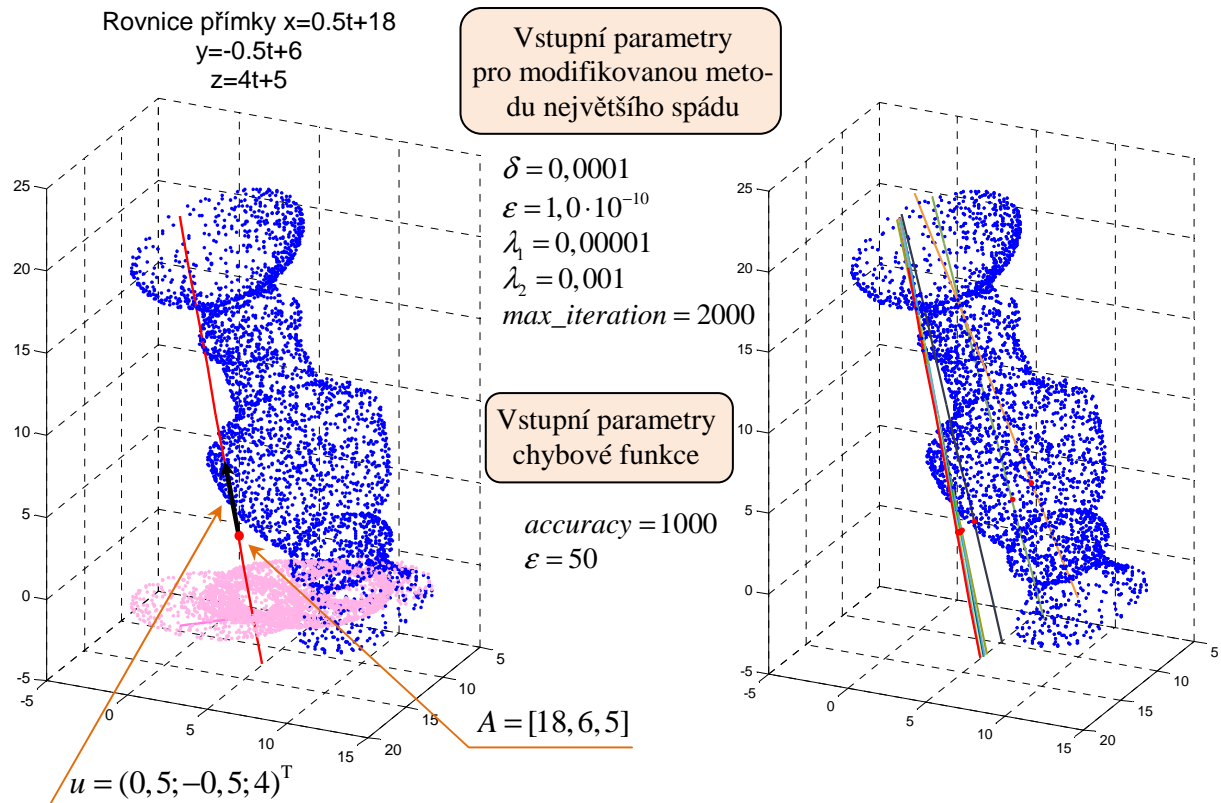 Rovnice přímky x=0.5t+18
y=-0.5t+6
z=4t+5
Vstupní parametry
pro modifikovanou meto-
du největšího spádu
δ = 0,0001
ε = 1,0·10⁻¹⁰
λ₁ = 0,00001
λ₂ = 0,001
max_iteration = 2000
Vstupní parametry
chybové funkce
accuracy = 1000
ε = 50
25
20
15
10
5
0
-5
-5
0
5
10
15
20
15
10
5
A = [18,6,5]
u = (0,5;−0,5;4)ᵀ
25
20
15
10
5
0
-5
-5
0
5
10
15
20
15
10
5